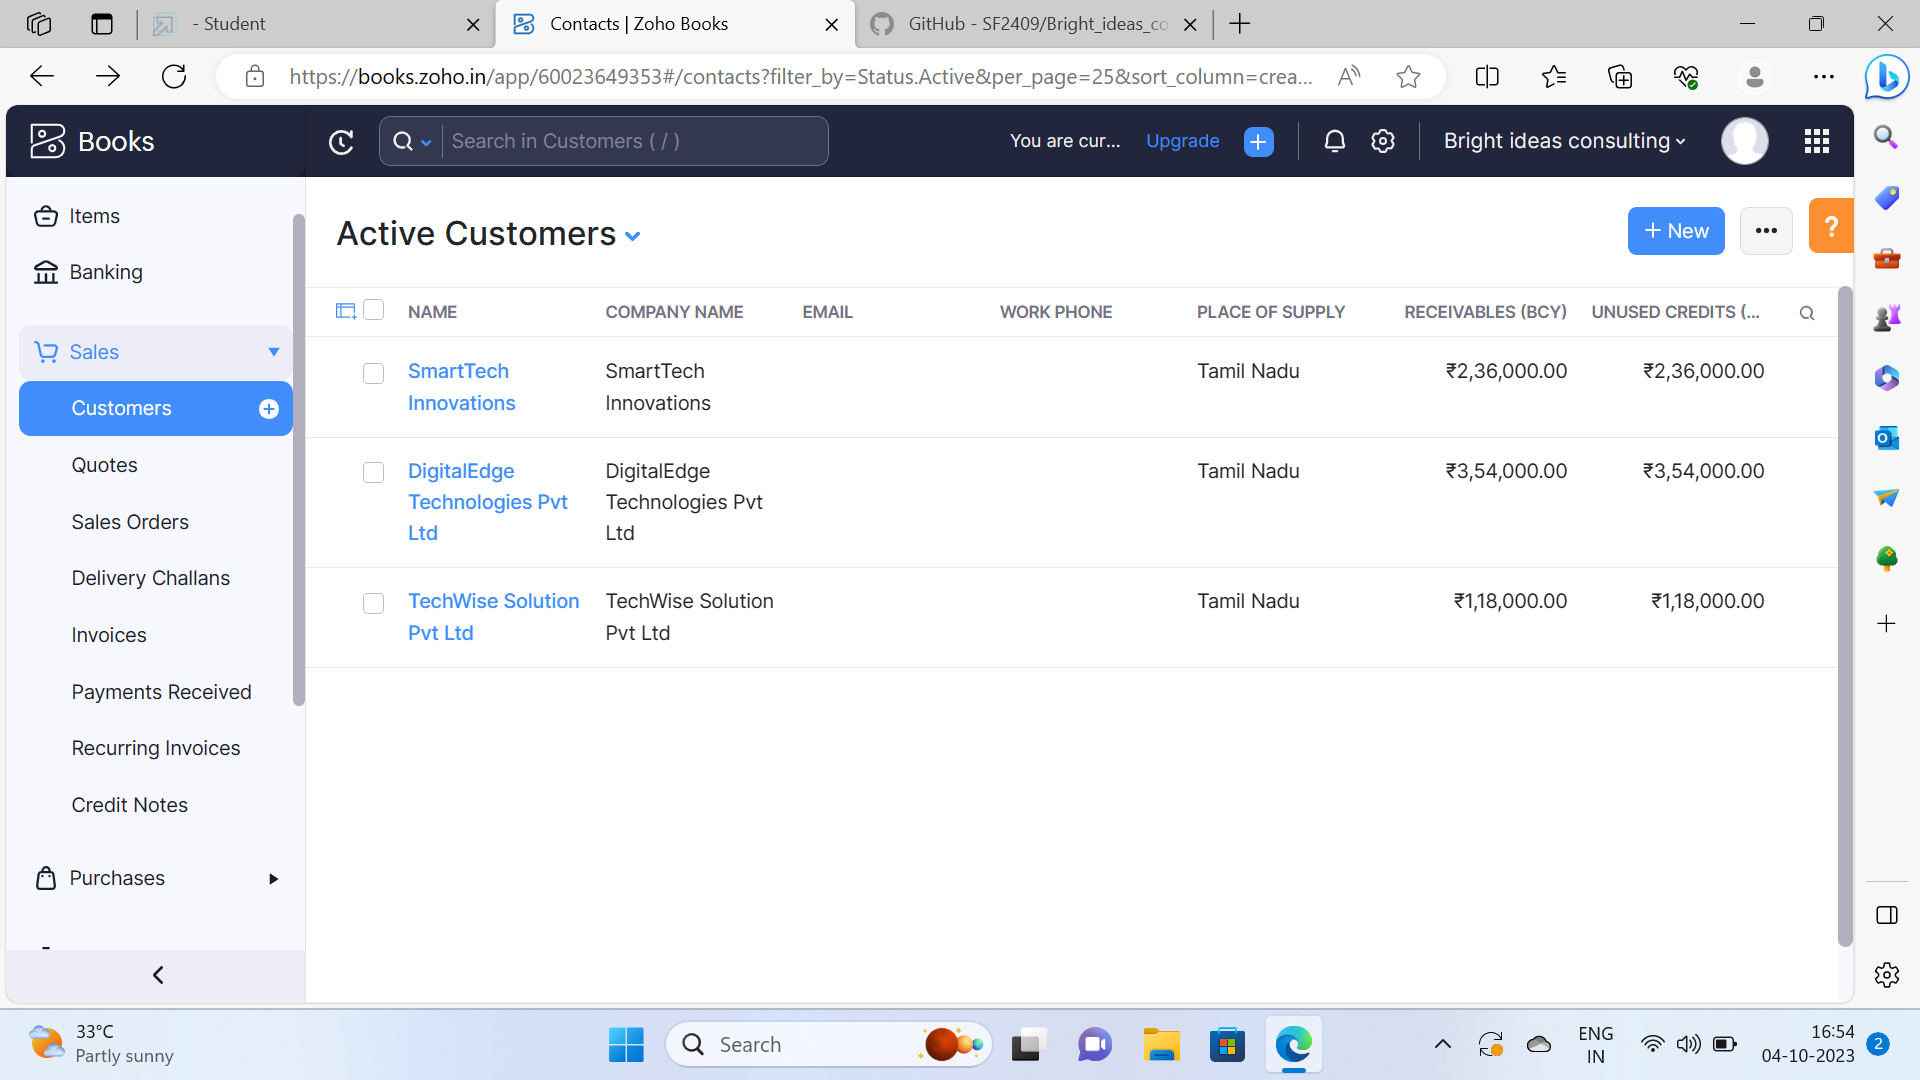 - Student
Contacts | Zoho Books
GitHub - SF2409/Bright_ideas_co
https://books.zoho.in/app/60023649353#/contacts?filter_by=Status.Active&per_page=25&sort_column=crea...
Books
Search in Customers ( / )
You are cur...
Upgrade
Bright ideas consulting
Items
Banking
Sales
Customers
Quotes
Sales Orders
Delivery Challans
Invoices
Payments Received
Recurring Invoices
Credit Notes
Purchases
Active Customers
+ New
?
NAME COMPANY NAME EMAIL WORK PHONE PLACE OF SUPPLY RECEIVABLES (BCY) UNUSED CREDITS (...
SmartTech SmartTech Tamil Nadu ₹2,36,000.00 ₹2,36,000.00
Innovations Innovations
DigitalEdge DigitalEdge Tamil Nadu ₹3,54,000.00 ₹3,54,000.00
Technologies Pvt Technologies Pvt
Ltd Ltd
TechWise Solution TechWise Solution Tamil Nadu ₹1,18,000.00 ₹1,18,000.00
Pvt Ltd Pvt Ltd
33°C
Partly sunny
Search
ENG
IN
16:54
04-10-2023
2